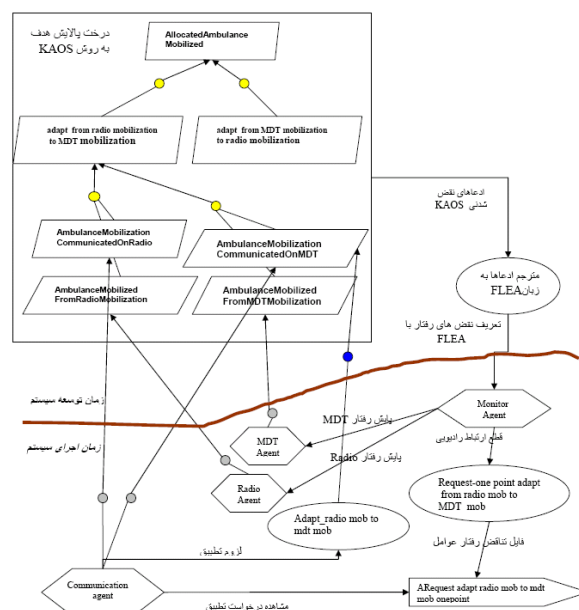 درخت پالایش هدف
به روش KAOS
AllocatedAmbulance
Mobilized
adapt from radio mobilization
to MDT mobilization
adapt from MDT mobilization
to radio mobilization
AmbulanceMobilization
CommunicatedOnRadio
AmbulanceMobilization
CommunicatedOnMDT
AmbulanceMobilized
FromRadioMobilization
AmbulanceMobilized
FromMDTMobilization
ادعاهای نقض
شدنی KAOS
مترجم ادعاها به
زبان FLEA
تعریف نقض های رفتار با
FLEA
زمان توسعه سیستم
زمان اجرای سیستم
Monitor
Agent
پایش رفتار MDT
MDT
Agent
قطع ارتباط رادیویی
پایش رفتار Radio
Radio
Agent
Request-one point adapt
from radio mob to
MDT mob
Adapt_radio mob to
mdt mob
لزوم تطبیق
فایل تناقض رفتار عوامل
Communication
agent
ARequest adapt radio mob to mdt
mob onepoint
مشاهده درخواست تطبیق